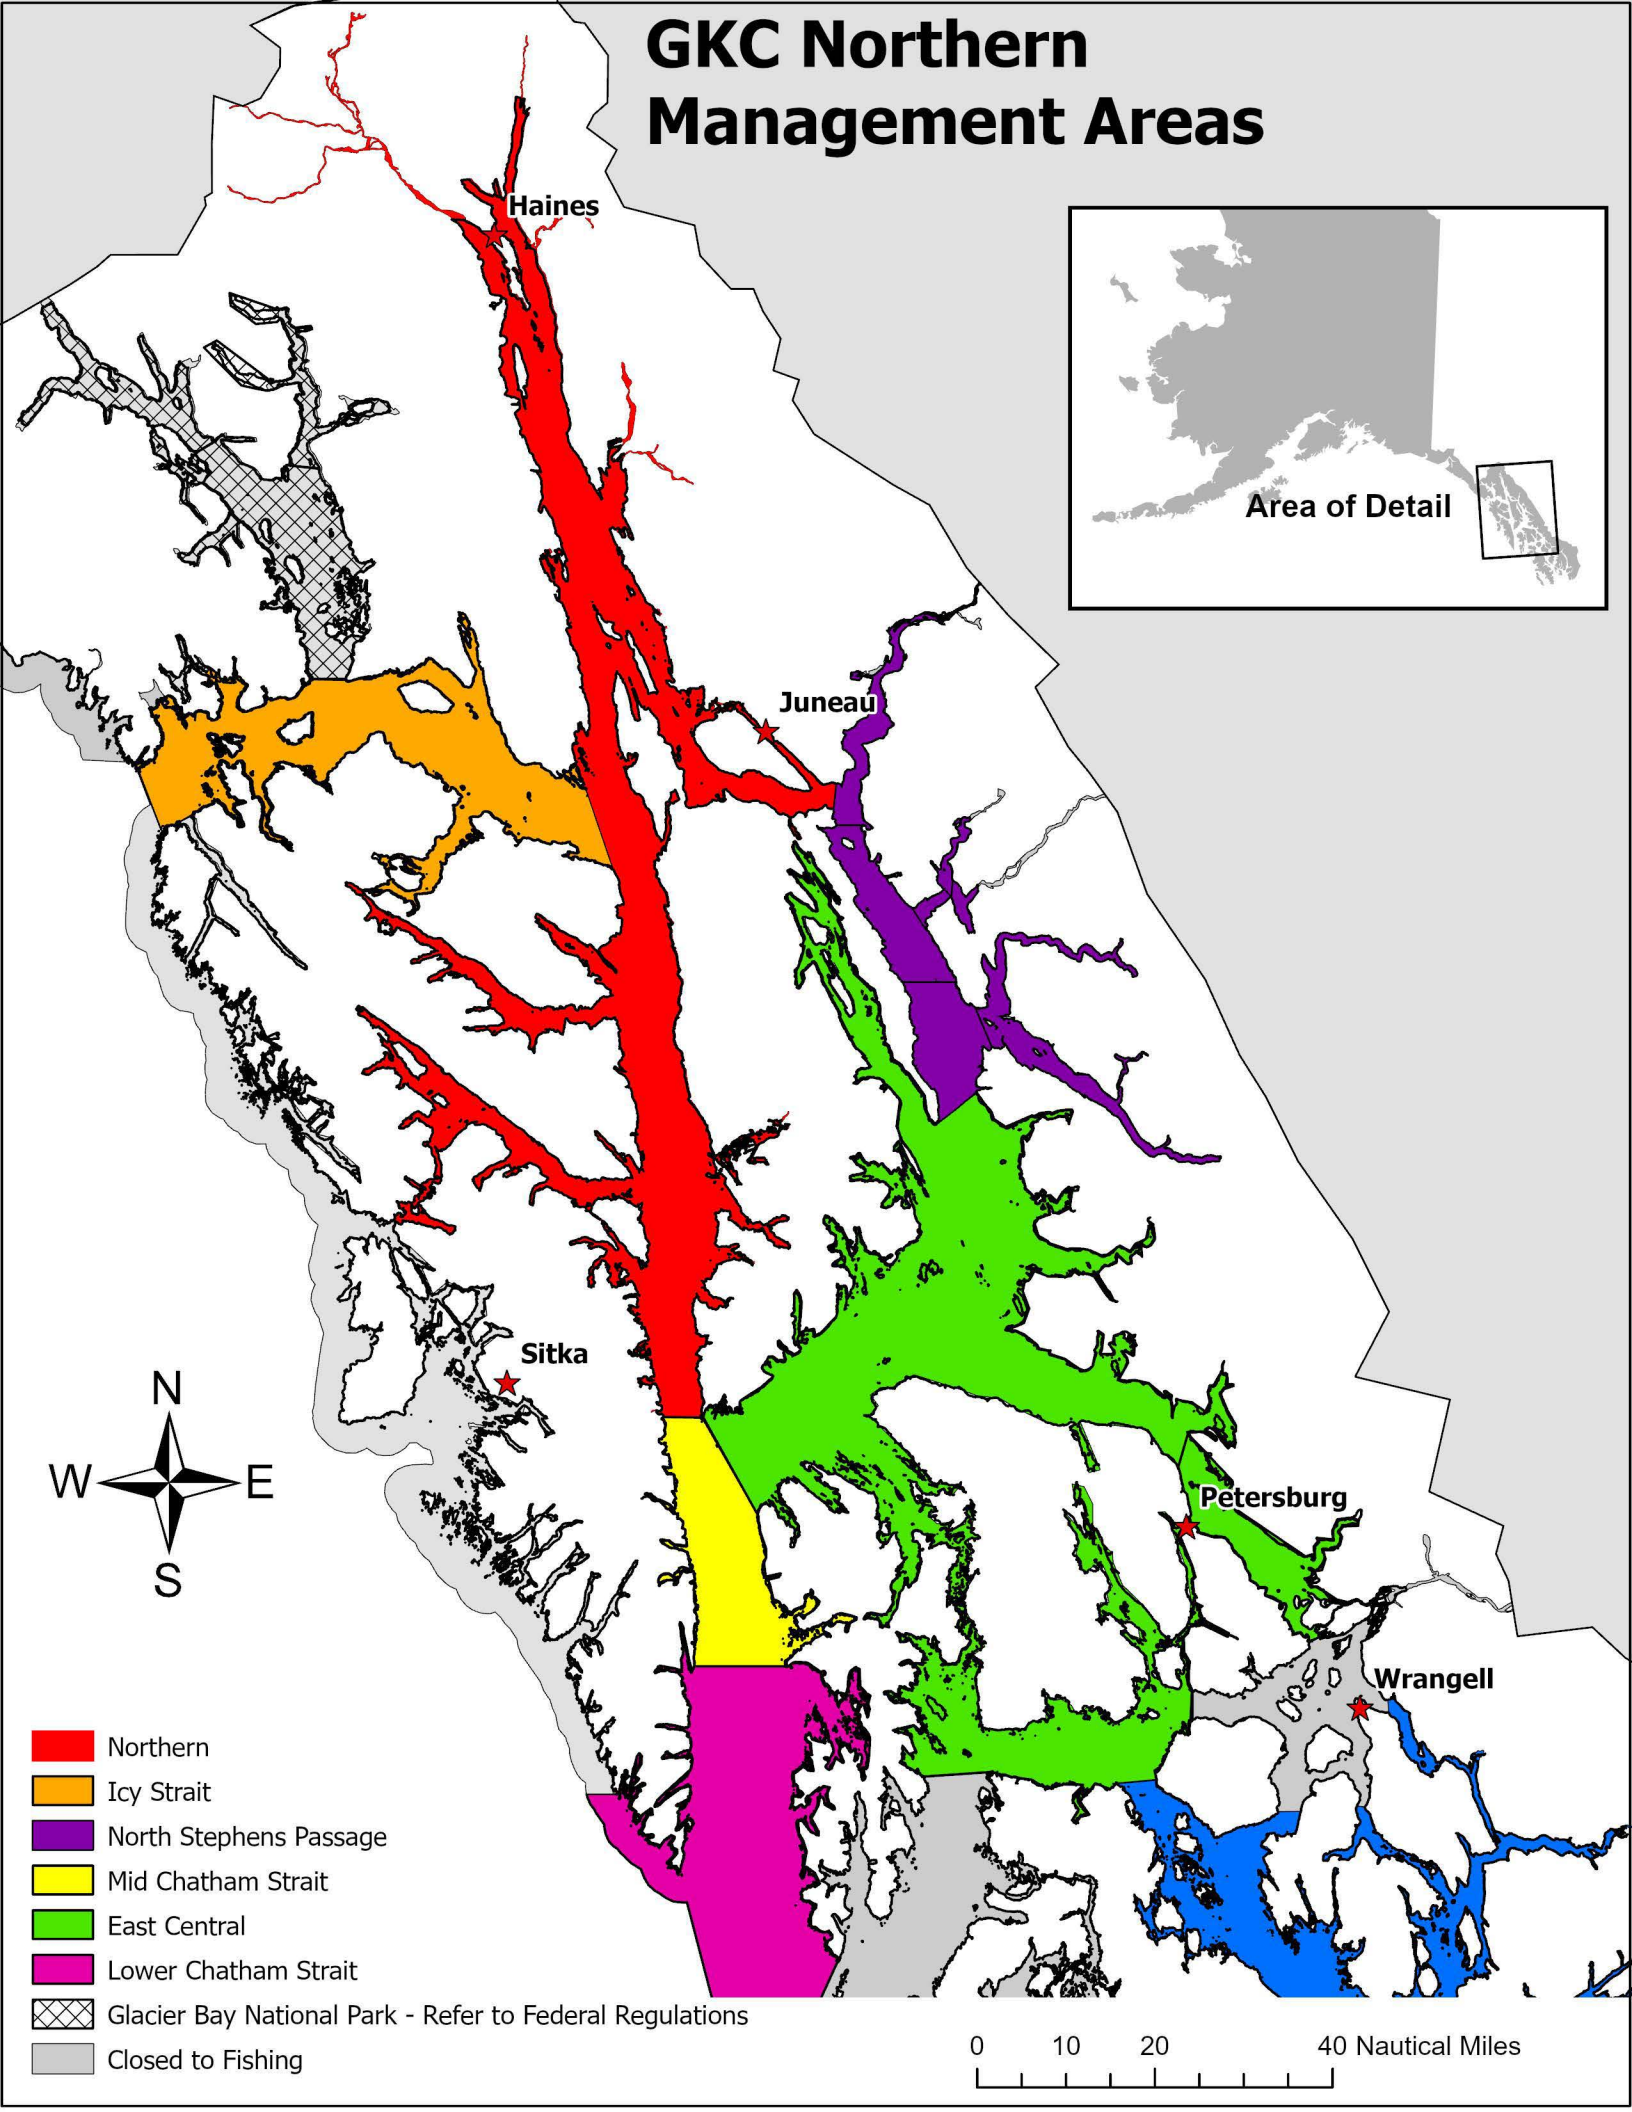 GKC Northern
Management Areas
Haines
Area of Detail
Juneau
Sitka
N
W
E
S
Petersburg
Wrangell
Northern
Icy Strait
North Stephens Passage
Mid Chatham Strait
East Central
Lower Chatham Strait
Glacier Bay National Park - Refer to Federal Regulations
Closed to Fishing
0 10 20 40 Nautical Miles